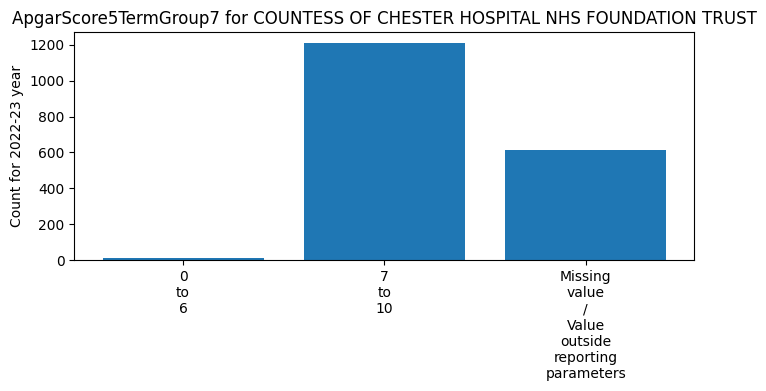 ApgarScore5TermGroup7 for COUNTESS OF CHESTER HOSPITAL NHS FOUNDATION TRUST
Count for 2022-23 year
1200
1000
800
600
400
200
0
0
to
6
7
to
10
Missing
value
/
Value
outside
reporting
parameters